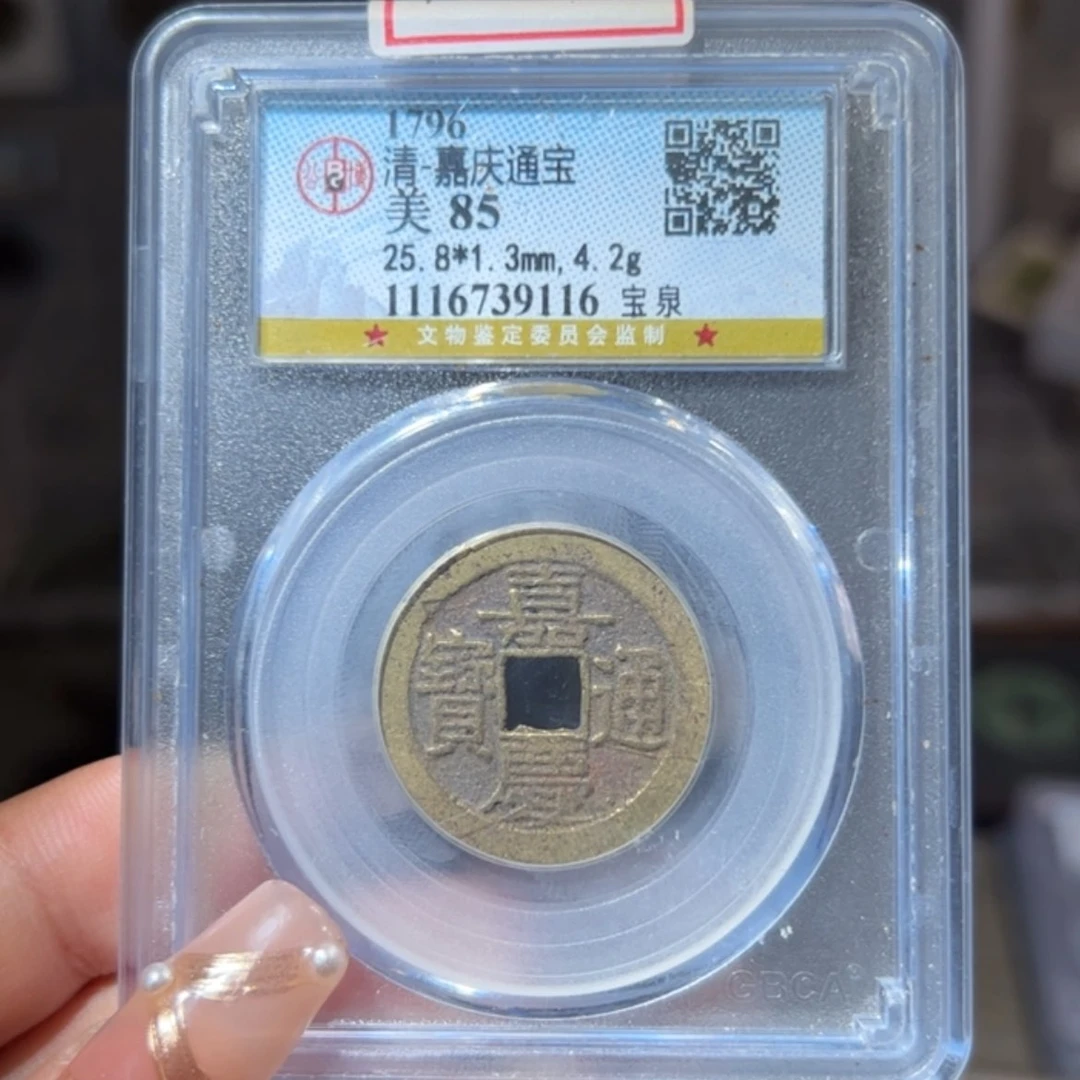 1796
清-嘉庆通宝
美 85
25.8*1.3mm,4.2g
1116739116 宝泉
★ 文物鉴定委员会监制 ★
嘉慶通寶
GBCA